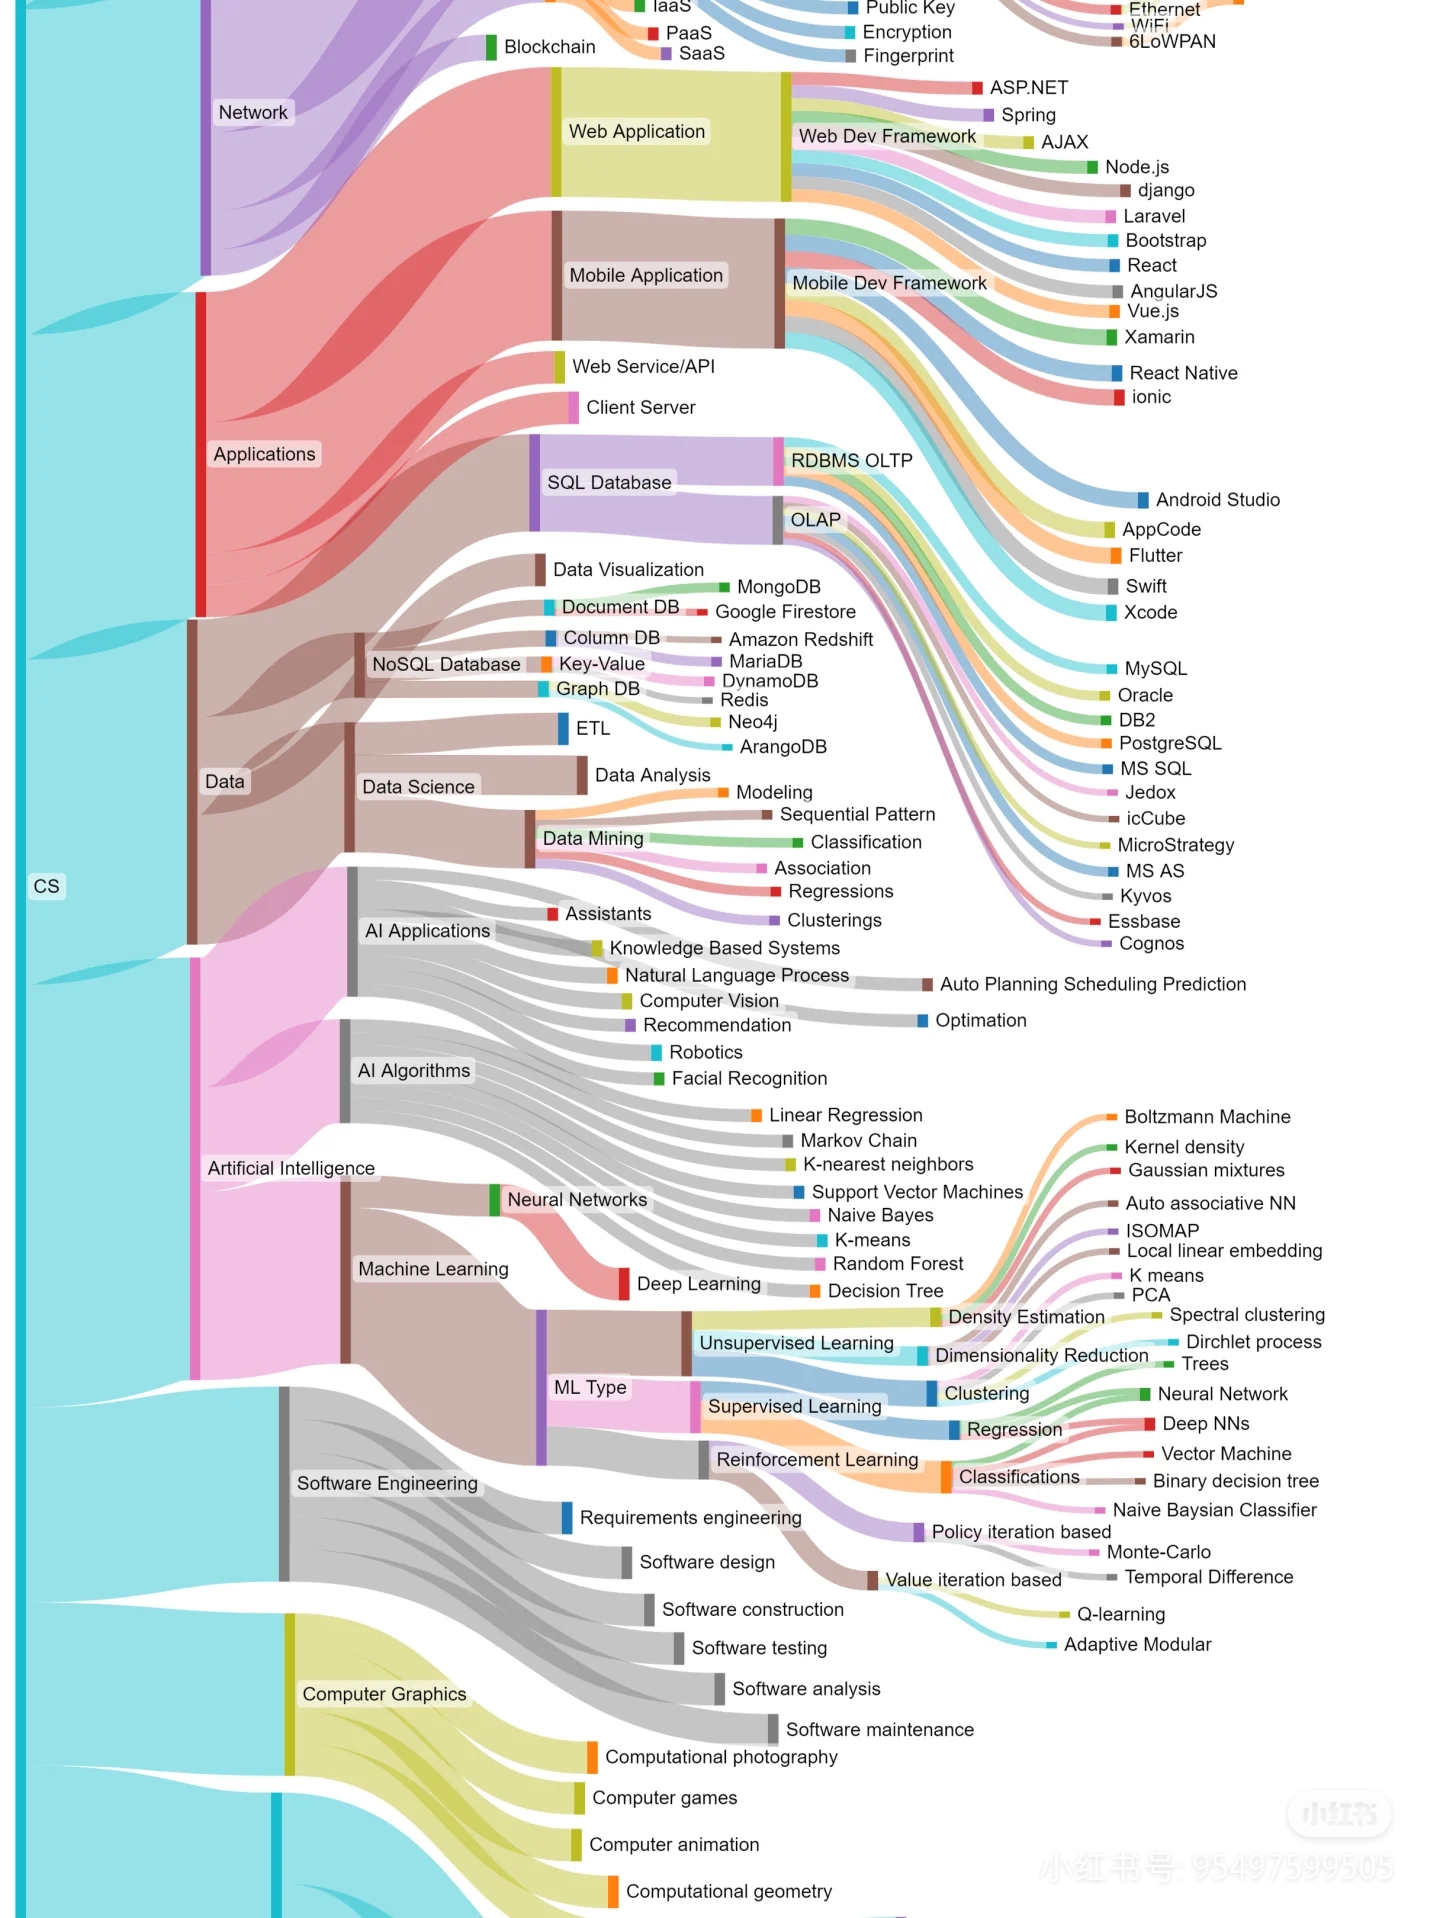 IaaS
Public Key
Ethernet
WiFi
PaaS
Encryption
6LoWPAN
Blockchain
SaaS
Fingerprint
Network
Web Application
Web Dev Framework
ASP.NET
Spring
AJAX
Node.js
django
Laravel
Bootstrap
React
AngularJS
Vue.js
Mobile Application
Mobile Dev Framework
Xamarin
React Native
ionic
Web Service/API
Client Server
Applications
SQL Database
RDBMS OLTP
OLAP
Android Studio
AppCode
Flutter
Swift
Xcode
Data Visualization
MongoDB
Document DB
Google Firestore
Column DB
Amazon Redshift
NoSQL Database
Key-Value
MariaDB
DynamoDB
Graph DB
Redis
Neo4j
ArangoDB
MySQL
Oracle
DB2
PostgreSQL
MS SQL
Jedox
icCube
MicroStrategy
MS AS
Kyvos
Essbase
Cognos
ETL
Data
Data Science
Data Analysis
Modeling
Sequential Pattern
Data Mining
Classification
Association
Regressions
Clusterings
CS
AI Applications
Assistants
Knowledge Based Systems
Natural Language Process
Auto Planning Scheduling Prediction
Computer Vision
Optimation
Recommendation
Robotics
Facial Recognition
AI Algorithms
Linear Regression
Markov Chain
K-nearest neighbors
Support Vector Machines
Naive Bayes
K-means
Random Forest
Decision Tree
Artificial Intelligence
Neural Networks
Machine Learning
Deep Learning
Boltzmann Machine
Kernel density
Gaussian mixtures
Auto associative NN
ISOMAP
Local linear embedding
K means
PCA
Spectral clustering
Dirchlet process
Trees
Neural Network
Deep NNs
Vector Machine
Binary decision tree
Naive Baysian Classifier
Density Estimation
Unsupervised Learning
Dimensionality Reduction
ML Type
Clustering
Supervised Learning
Regression
Reinforcement Learning
Classifications
Policy iteration based
Monte-Carlo
Temporal Difference
Value iteration based
Q-learning
Adaptive Modular
Software Engineering
Requirements engineering
Software design
Software construction
Software testing
Software analysis
Software maintenance
Computer Graphics
Computational photography
Computer games
Computer animation
Computational geometry
小红书
小红书号: 95497599505